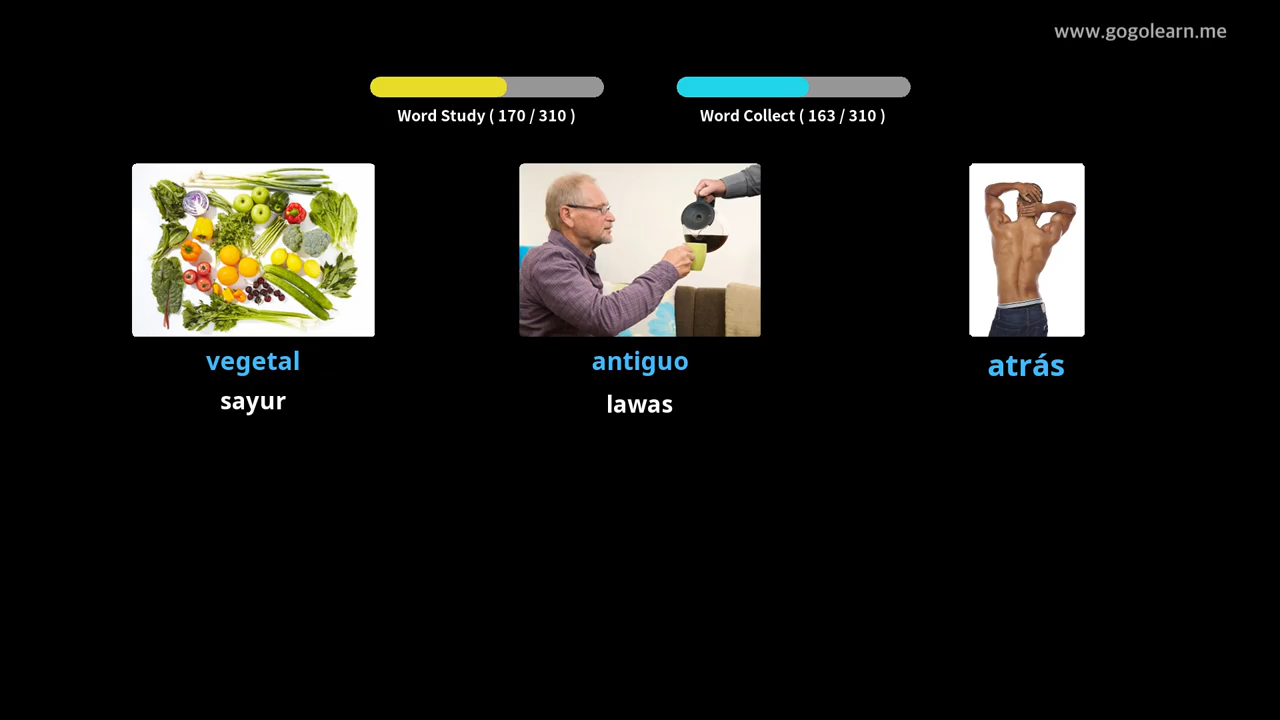 www.gogolearn.me
Word Study ( 170 / 310 )
Word Collect ( 163 / 310 )
vegetal
antiguo
atrás
sayur
lawas